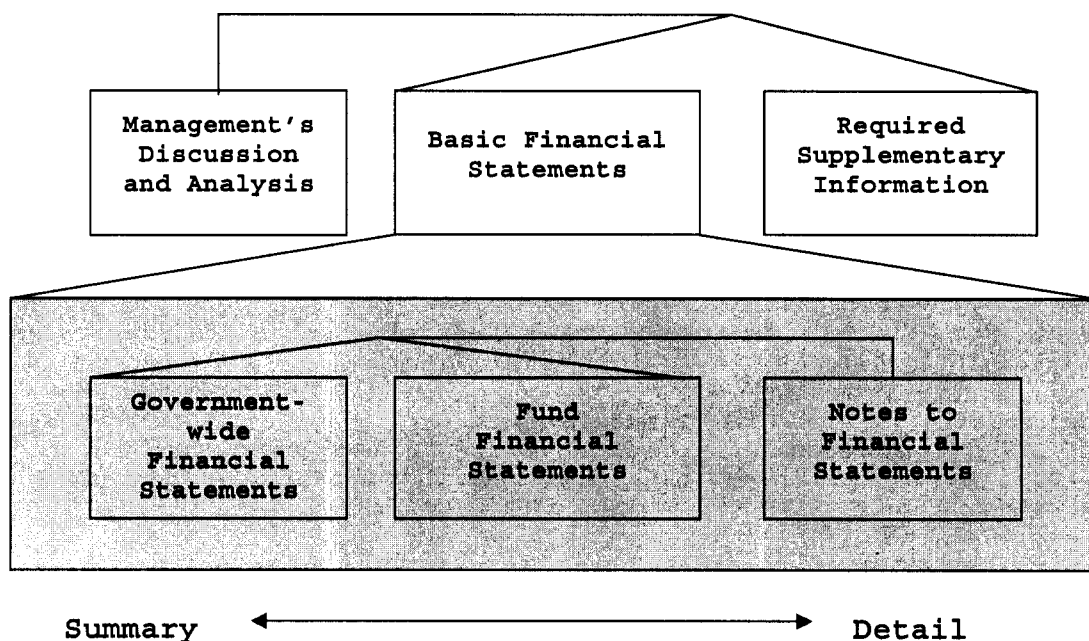 Management's
Discussion
and Analysis
Basic Financial
Statements
Required
Supplementary
Information
Government-
wide
Financial
Statements
Fund
Financial
Statements
Notes to
Financial
Statements
Summary
Detail